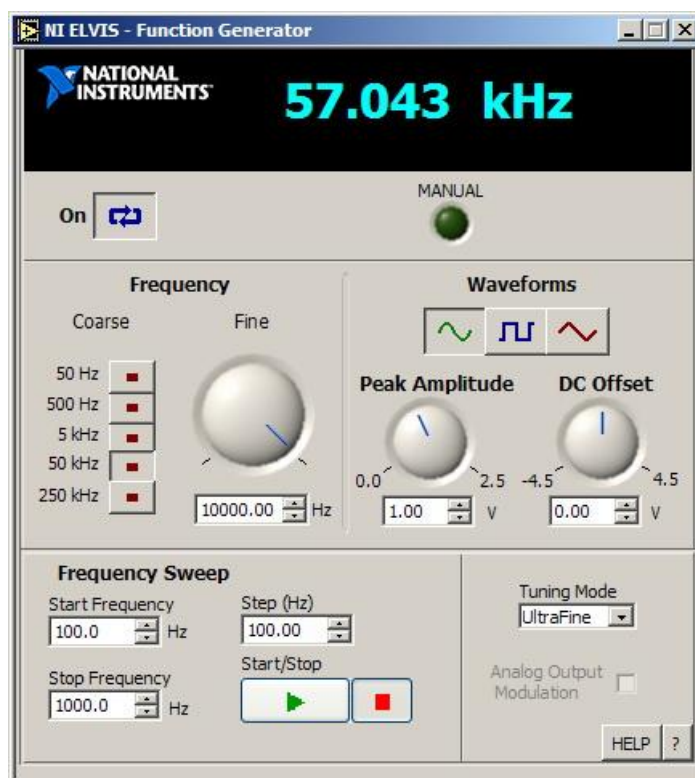 NI ELVIS - Function Generator
NATIONAL
INSTRUMENTS™
57.043 kHz
On
MANUAL
Frequency
Coarse
Fine
50 Hz
500 Hz
5 kHz
50 kHz
250 kHz
10000.00 Hz
Waveforms
Peak Amplitude
0.0
2.5
1.00 V
DC Offset
-4.5
4.5
0.00 V
Frequency Sweep
Start Frequency
100.0 Hz
Step (Hz)
100.00
Stop Frequency
1000.0 Hz
Start/Stop
Tuning Mode
UltraFine
Analog Output
Modulation
HELP
?